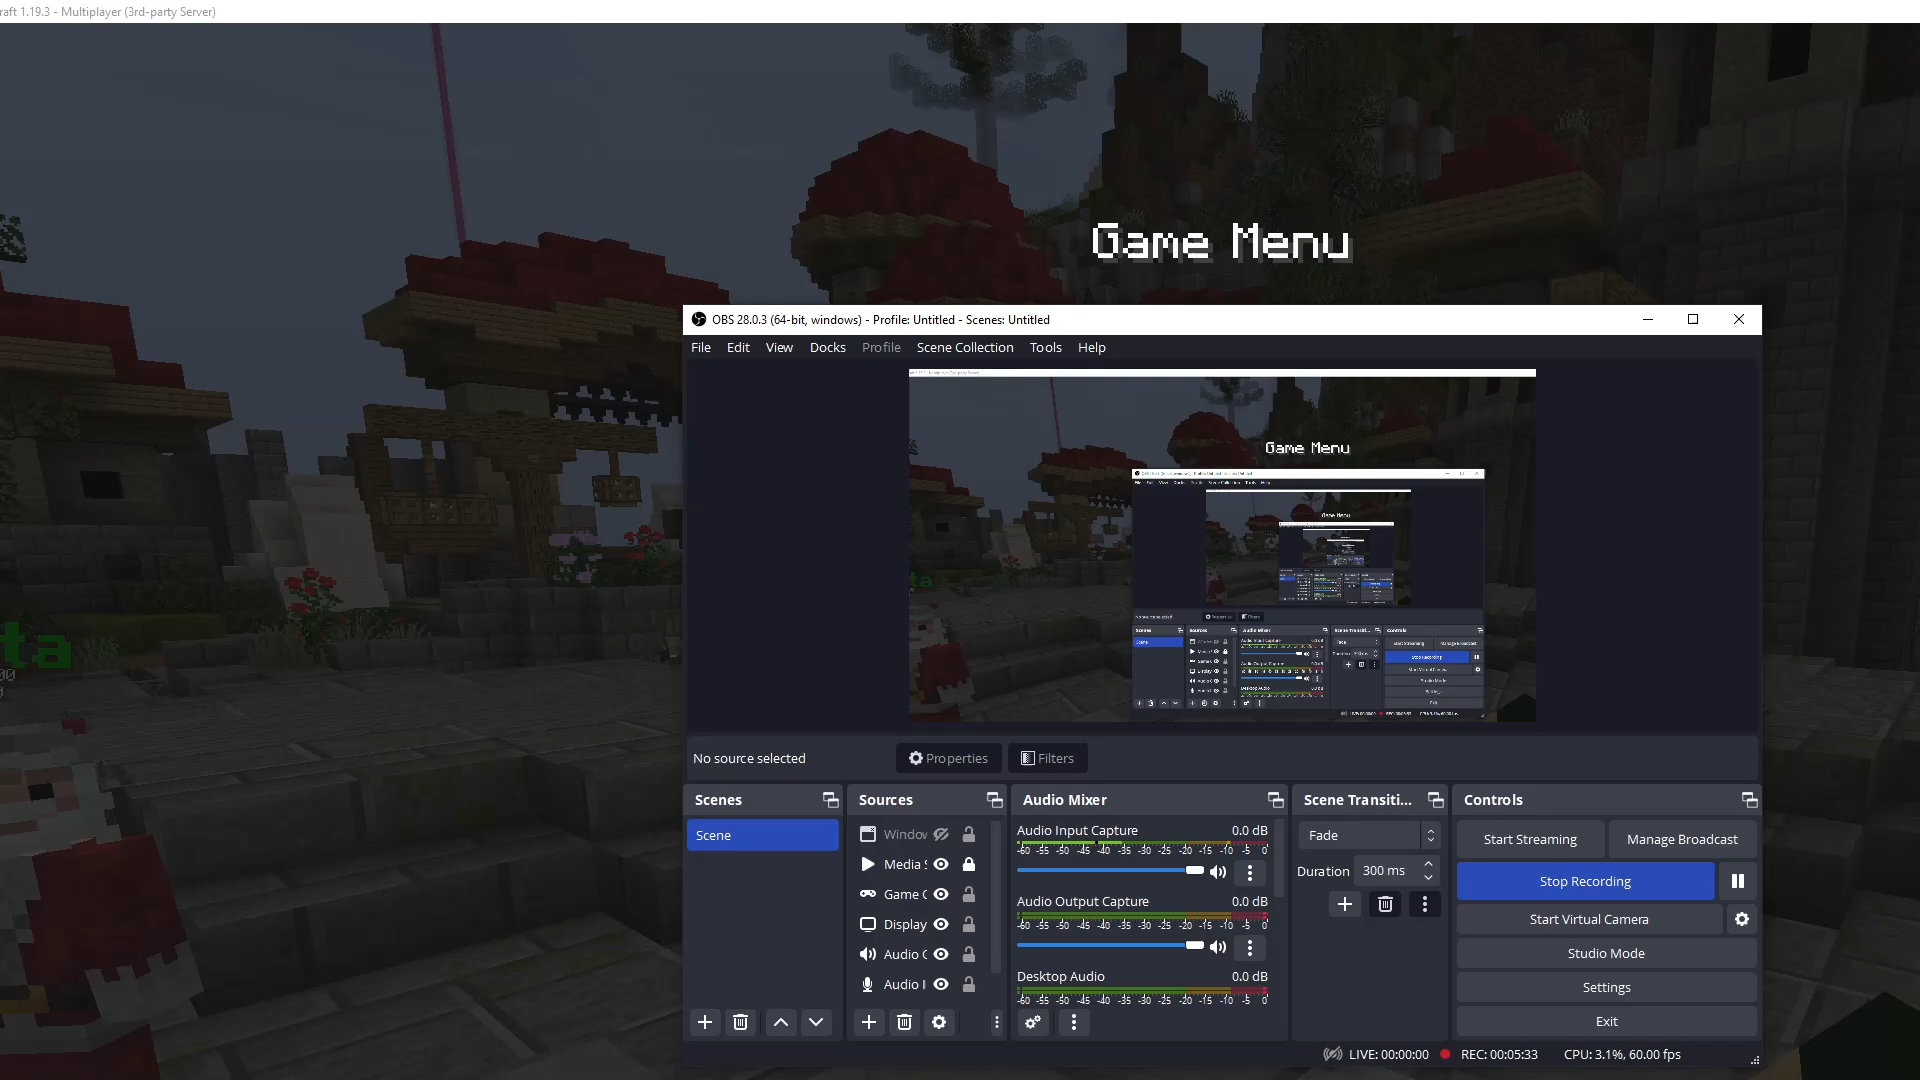 raft 1.19.3 - Multiplayer (3rd-party Server)
Game Menu
OBS 28.0.3 (64-bit, windows) - Profile: Untitled - Scenes: Untitled
File Edit View Docks Profile Scene Collection Tools Help
Game Menu
Game Menu
ta
No source selected Properties Filters
Scenes
Scene
Sources
Window
Media S
Game C
Display
Audio O
Audio I
Audio Mixer
Audio Input Capture 0.0 dB
-60 -55 -50 -45 -40 -35 -30 -25 -20 -15 -10 -5 0
Audio Output Capture 0.0 dB
-60 -55 -50 -45 -40 -35 -30 -25 -20 -15 -10 -5 0
Desktop Audio 0.0 dB
-60 -55 -50 -45 -40 -35 -30 -25 -20 -15 -10 -5 0
Scene Transiti...
Fade
Duration 300 ms
Controls
Start Streaming Manage Broadcast
Stop Recording
Start Virtual Camera
Studio Mode
Settings
Exit
LIVE: 00:00:00 REC: 00:05:33 CPU: 3.1%, 60.00 fps